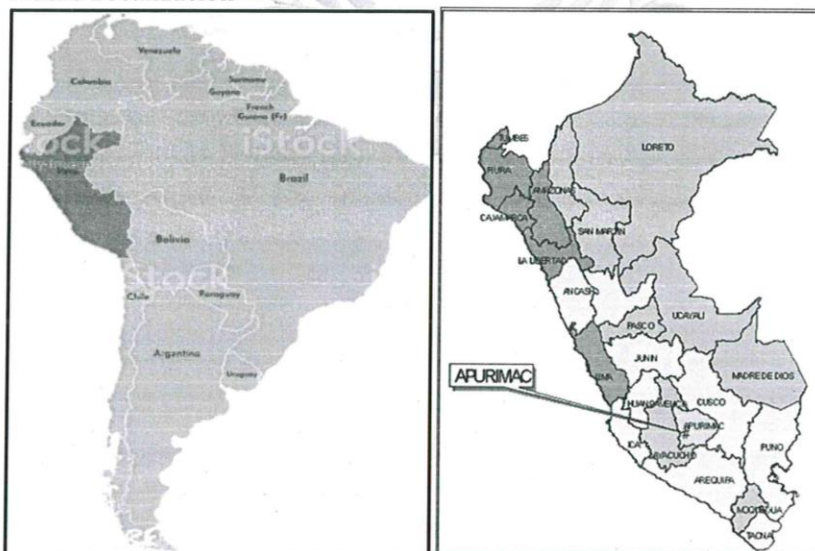 Venezuela
Colombia
Suriname
Guyana
French
Guiana (Fr)
Ecuador
iStock
Brazil
Bolivia
iStock
Chile
Paraguay
Argentina
Uruguay
TUMBES
PIURA
LORETO
AMAZONAS
CAJAMARCA
SAN MARTIN
LA LIBERTAD
ANCASH
UCAYALI
PASCO
JUNIN
LIMA
MADRE DE DIOS
APURIMAC
CUSCO
APURIMAC
ICA
AYACUCHO
PUNO
AREQUIPA
MOQUEGUA
TACNA